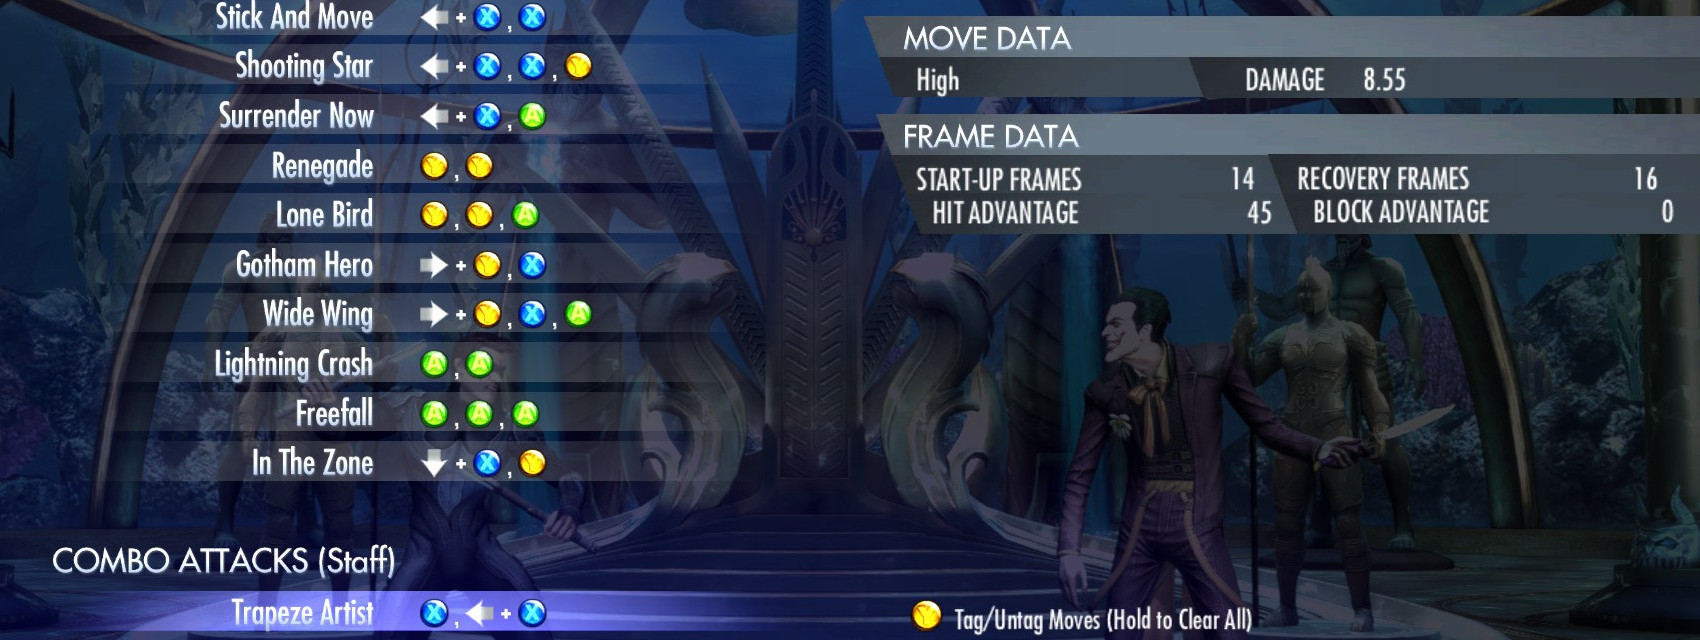 Stick And Move ← + X , X
Shooting Star ← + X , X , Y
Surrender Now ← + X , A
Renegade Y , Y
Lone Bird Y , Y , A
Gotham Hero → + Y , X
Wide Wing → + Y , X , A
Lightning Crash A , A
Freefall A , A , A
In The Zone ↓ + X , Y
COMBO ATTACKS (Staff)
Trapeze Artist X , ← + X
MOVE DATA
High DAMAGE 8.55
FRAME DATA
START-UP FRAMES 14 RECOVERY FRAMES 16
HIT ADVANTAGE 45 BLOCK ADVANTAGE 0
Y Tag/Untag Moves (Hold to Clear All)